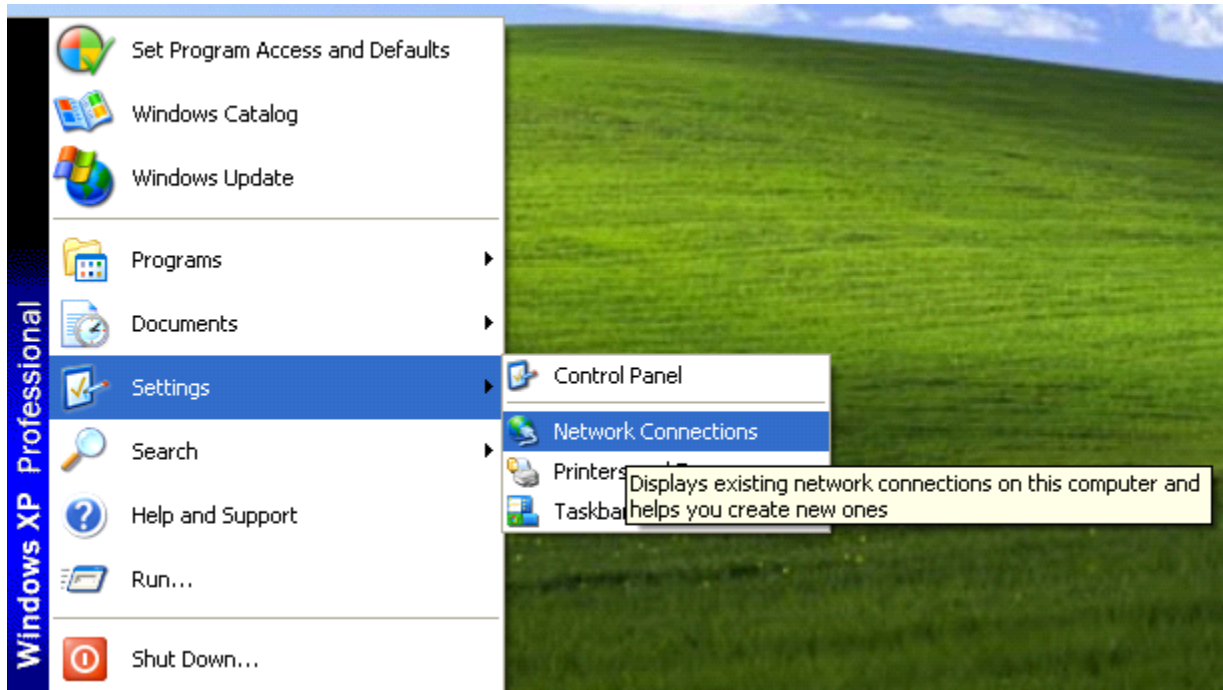 Set Program Access and Defaults
Windows Catalog
Windows Update
Programs
Documents
Settings
Search
Help and Support
Run...
Shut Down...
Windows XP Professional
Control Panel
Network Connections
Printers
Displays existing network connections on this computer and
helps you create new ones